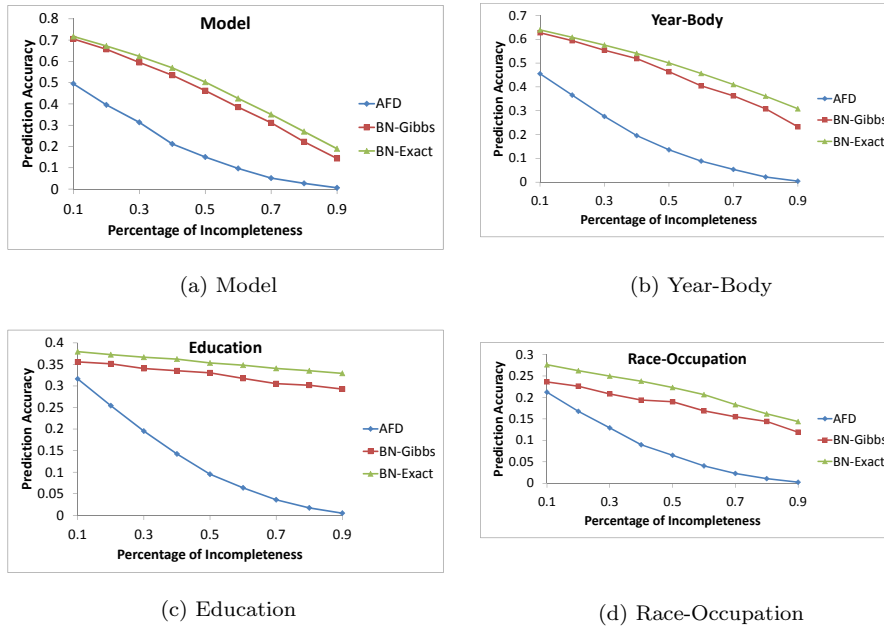 Model
Prediction Accuracy
0.8
0.7
0.6
0.5
0.4
0.3
0.2
0.1
0
0.1 0.3 0.5 0.7 0.9
Percentage of Incompleteness
AFD
BN-Gibbs
BN-Exact
(a) Model
Year-Body
Prediction Accuracy
0.7
0.6
0.5
0.4
0.3
0.2
0.1
0
0.1 0.3 0.5 0.7 0.9
Percentage of Incompleteness
AFD
BN-Gibbs
BN-Exact
(b) Year-Body
Education
Prediction Accuracy
0.4
0.35
0.3
0.25
0.2
0.15
0.1
0.05
0
0.1 0.3 0.5 0.7 0.9
Percentage of Incompleteness
AFD
BN-Gibbs
BN-Exact
(c) Education
Race-Occupation
Prediction Accuracy
0.3
0.25
0.2
0.15
0.1
0.05
0
0.1 0.3 0.5 0.7 0.9
Percentage of Incompleteness
AFD
BN-Gibbs
BN-Exact
(d) Race-Occupation